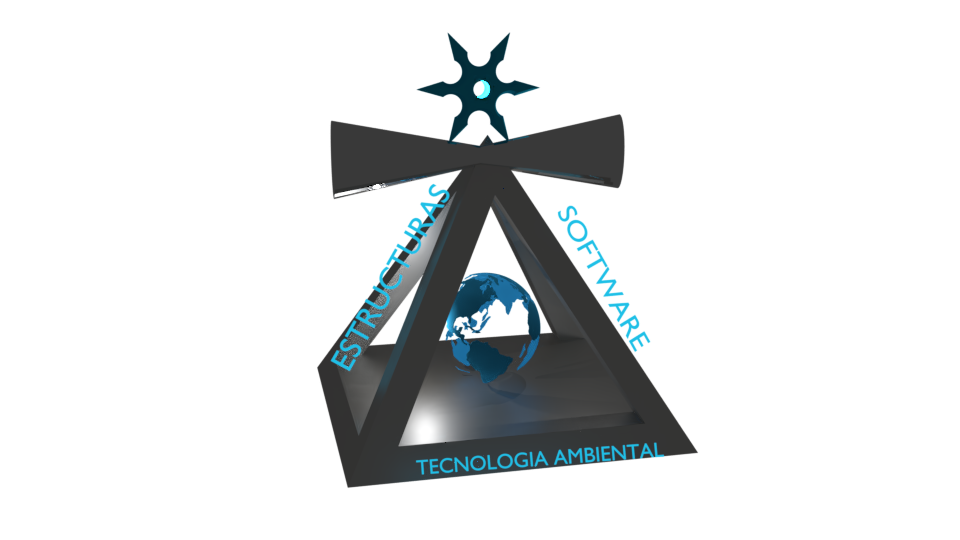 ESTRUCTURAS
SOFTWARE
TECNOLOGIA AMBIENTAL